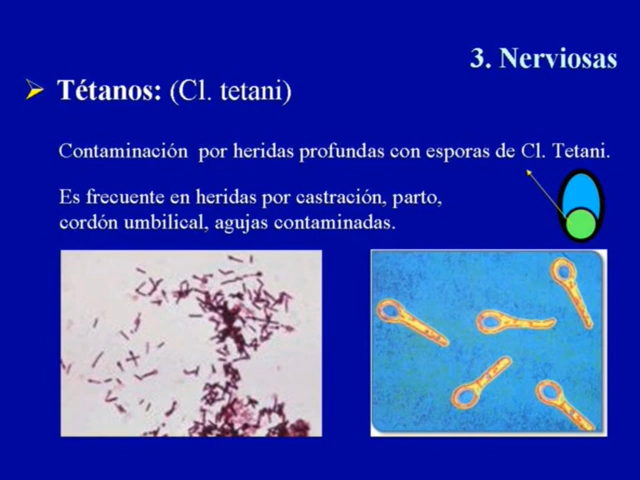 3. Nerviosas
Tétanos: (Cl. tetani)
Contaminación por heridas profundas con esporas de Cl. Tetani.
Es frecuente en heridas por castración, parto,
cordón umbilical, agujas contaminadas.